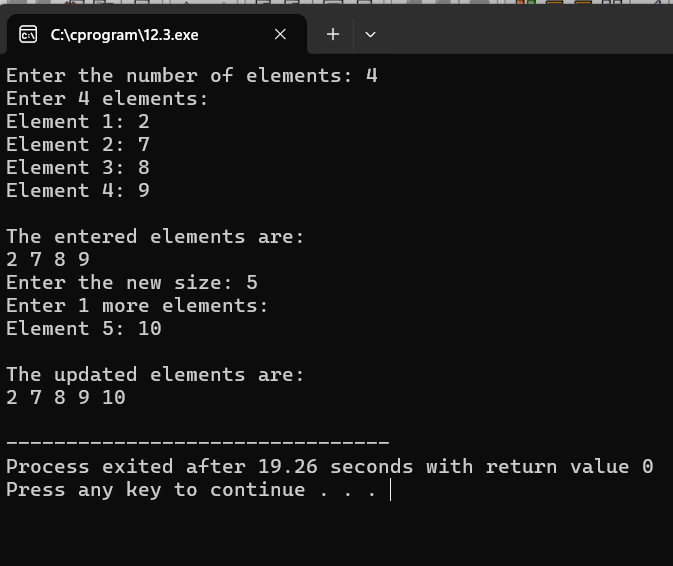 C:\cprogram\12.3.exe
Enter the number of elements: 4
Enter 4 elements:
Element 1: 2
Element 2: 7
Element 3: 8
Element 4: 9
The entered elements are:
2 7 8 9
Enter the new size: 5
Enter 1 more elements:
Element 5: 10
The updated elements are:
2 7 8 9 10
--------------------------------
Process exited after 19.26 seconds with return value 0
Press any key to continue . . .